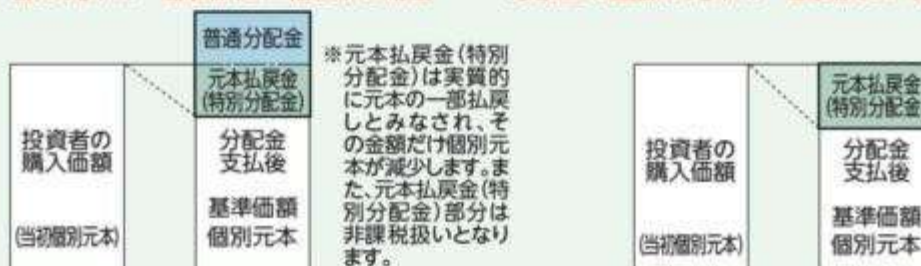 普通分配金
元本払戻金
(特別分配金)
投資者の
購入価額
(当初個別元本)
分配金
支払後
基準価額
個別元本
※元本払戻金(特別
分配金)は実質的
に元本の一部払戻
しとみなされ、そ
の金額だけ個別元
本が減少します。ま
た、元本払戻金(特
別分配金)部分は
非課税扱いとなり
ます。
元本払戻金
(特別分配金)
投資者の
購入価額
(当初個別元本)
分配金
支払後
基準価額
個別元本